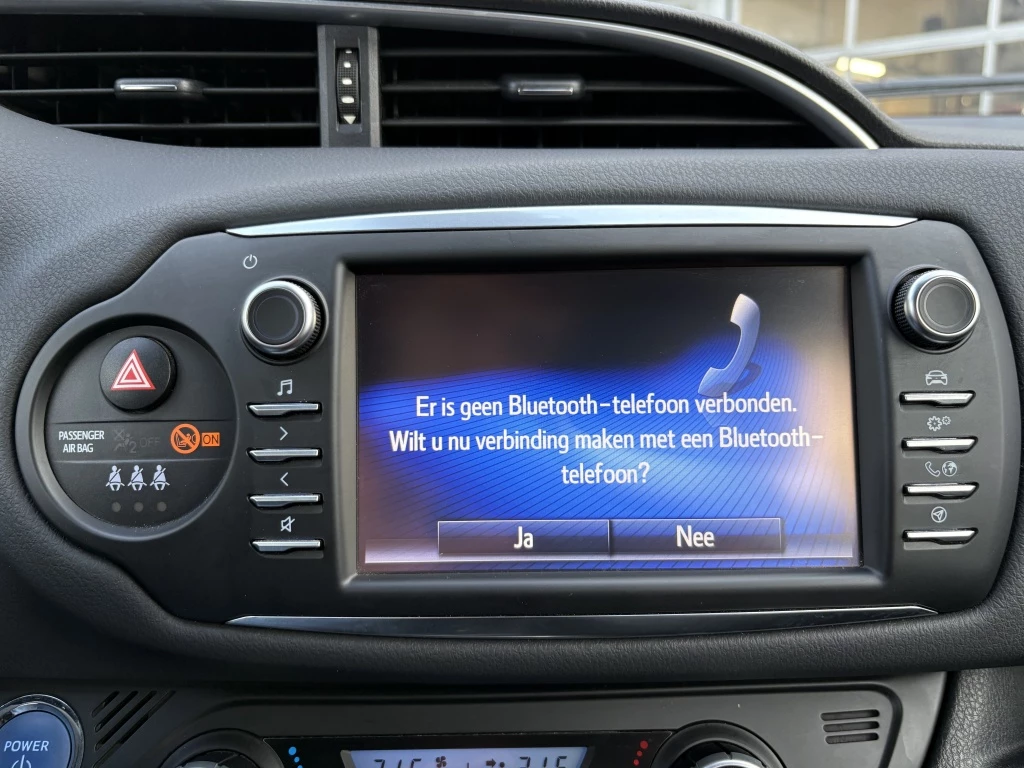 Er is geen Bluetooth-telefoon verbonden.
Wilt u nu verbinding maken met een Bluetooth-
telefoon?
Ja Nee
PASSENGER
AIR BAG
OFF
ON
POWER